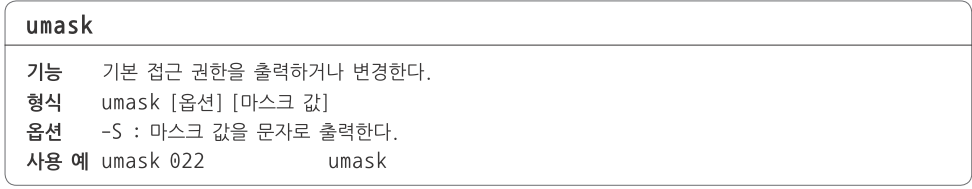 umask
기능 기본 접근 권한을 출력하거나 변경한다.
형식 umask [옵션] [마스크 값]
옵션 -S : 마스크 값을 문자로 출력한다.
사용 예 umask 022 umask